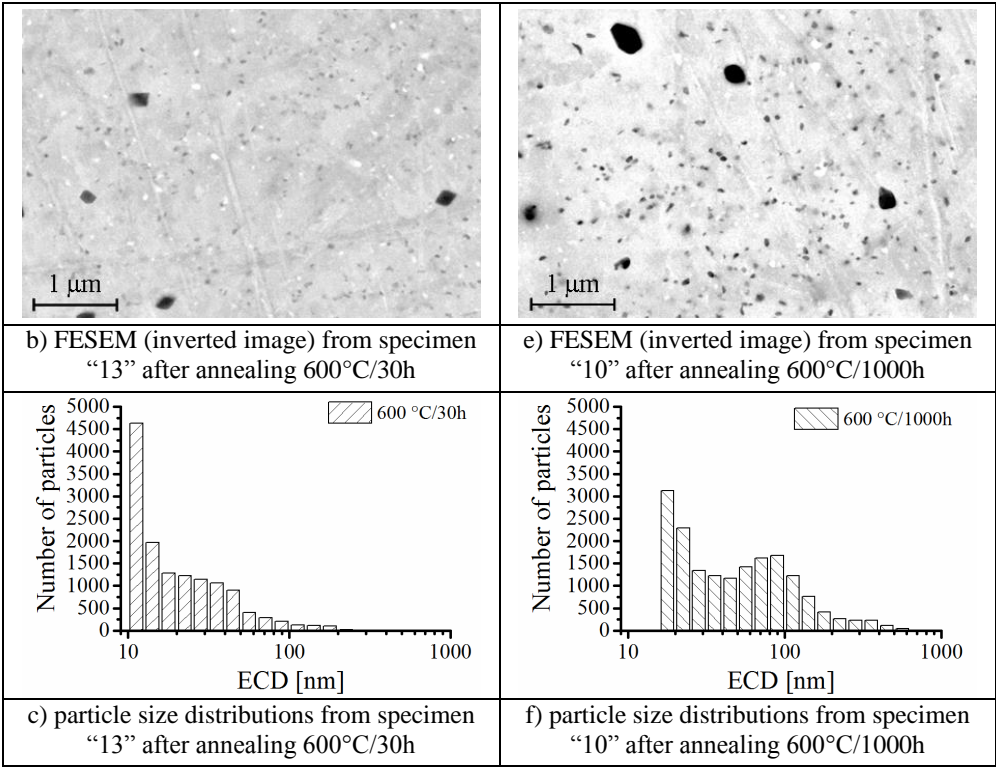 1 µm
1 µm
b) FESEM (inverted image) from specimen
“13” after annealing 600°C/30h
e) FESEM (inverted image) from specimen
“10” after annealing 600°C/1000h
5000
4500
4000
3500
3000
2500
2000
1500
1000
500
0
Number of particles
600 °C/30h
10
100
1000
ECD [nm]
5000
4500
4000
3500
3000
2500
2000
1500
1000
500
0
Number of particles
600 °C/1000h
10
100
1000
ECD [nm]
c) particle size distributions from specimen
“13” after annealing 600°C/30h
f) particle size distributions from specimen
“10” after annealing 600°C/1000h